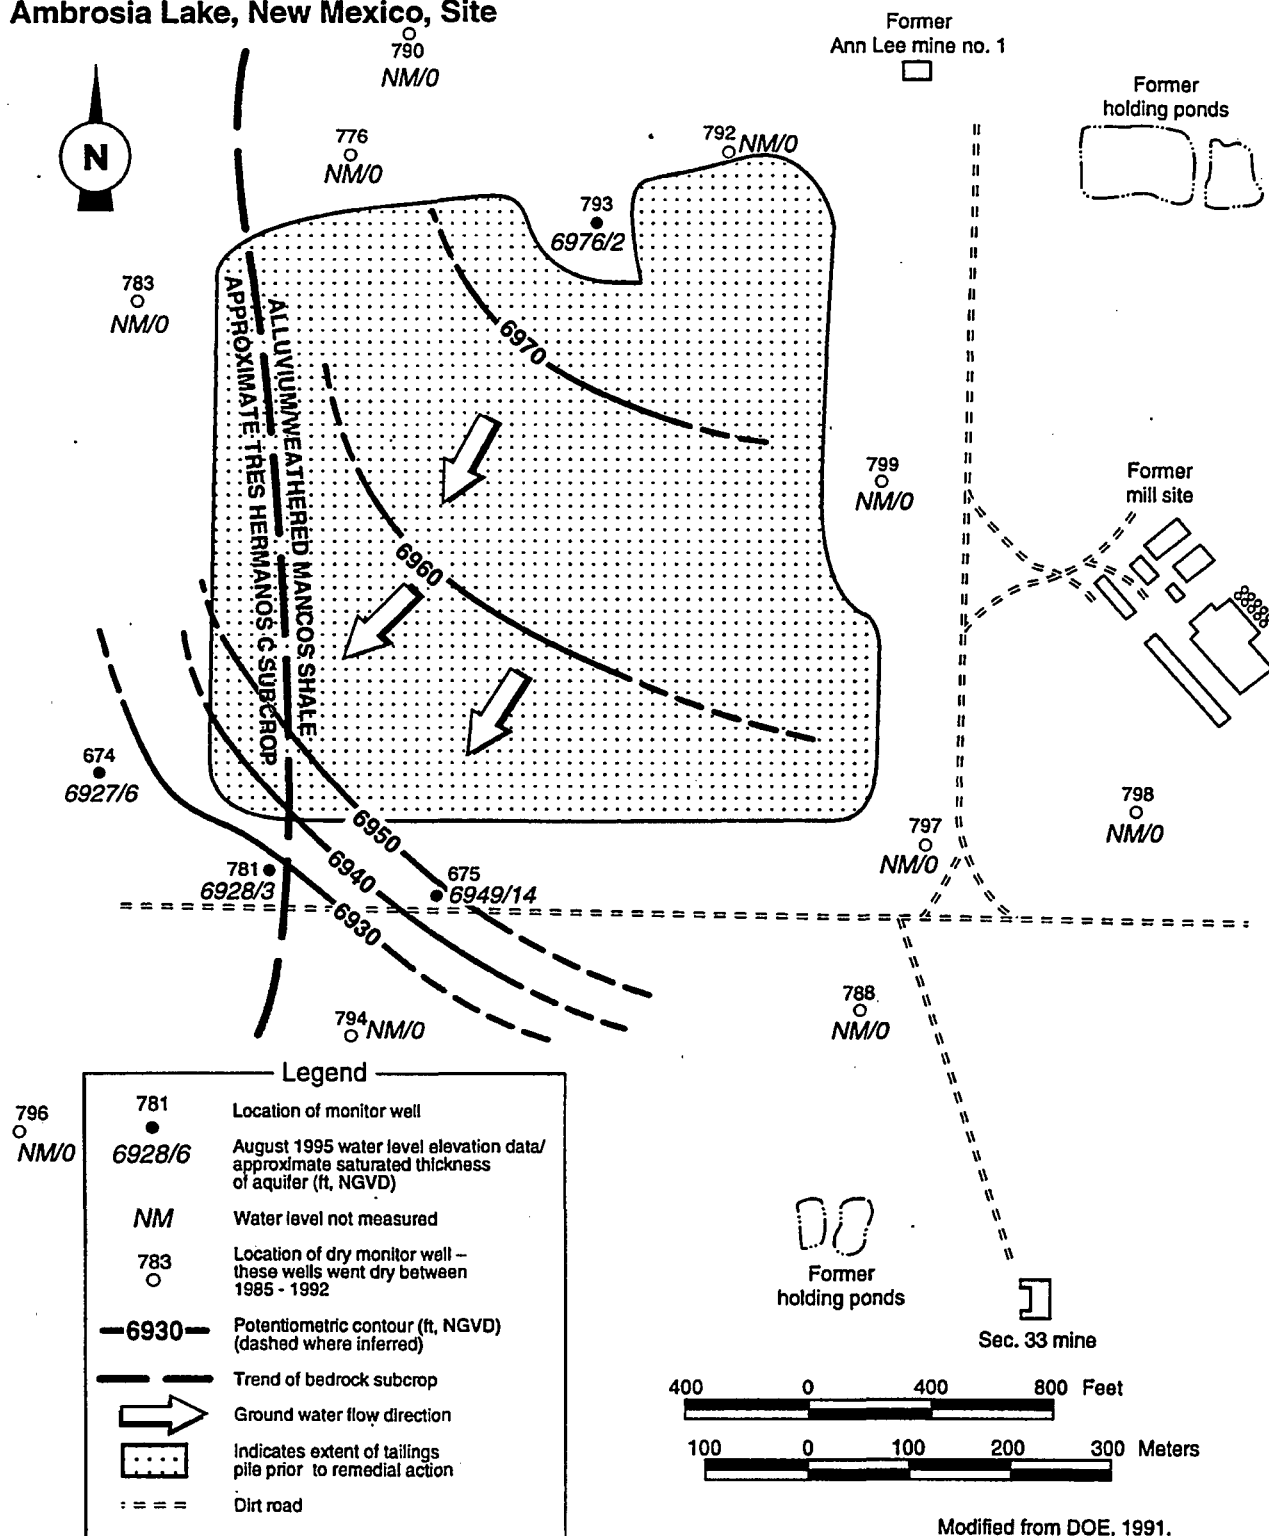 Ambrosia Lake, New Mexico, Site
790
NM/0
Former
Ann Lee mine no. 1
Former
holding ponds
776
NM/0
792 NM/0
N
793
6976/2
783
NM/0
6970
ALLUVIUM/WEATHERED MANCOS SHALE
APPROXIMATE TRES HERMANOS C SUBCROP
799
NM/0
Former
mill site
6960
674
6927/6
798
NM/0
797
NM/0
6950
6940
6930
781
6928/3
675
6949/14
788
NM/0
794 NM/0
796
NM/0
Legend
781
6928/6
Location of monitor well
August 1995 water level elevation data/
approximate saturated thickness
of aquifer (ft, NGVD)
NM
Water level not measured
783
Location of dry monitor well –
these wells went dry between
1985 - 1992
6930
Potentiometric contour (ft, NGVD)
(dashed where inferred)
Trend of bedrock subcrop
Ground water flow direction
Indicates extent of tailings
pile prior to remedial action
Dirt road
Former
holding ponds
Sec. 33 mine
400 0 400 800 Feet
100 0 100 200 300 Meters
Modified from DOE, 1991.